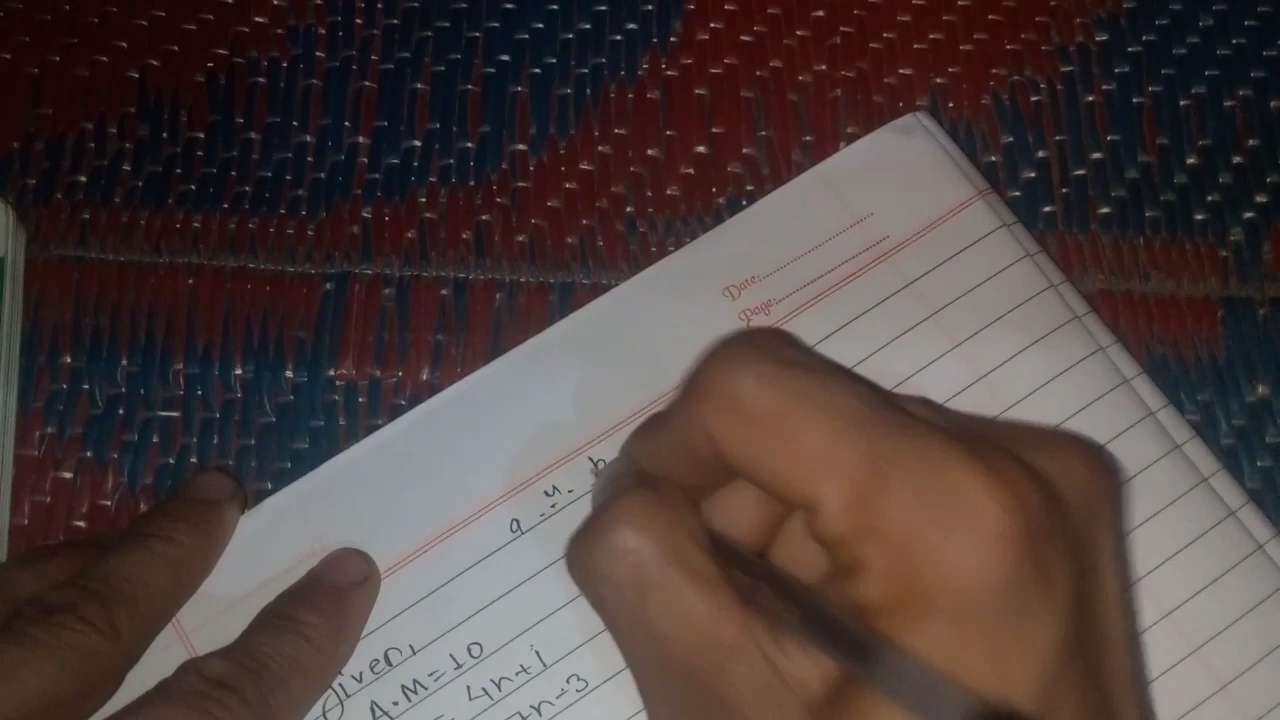 Date:
Page:
a
b
Given,
A.M=10
= 4n+1
7n-3